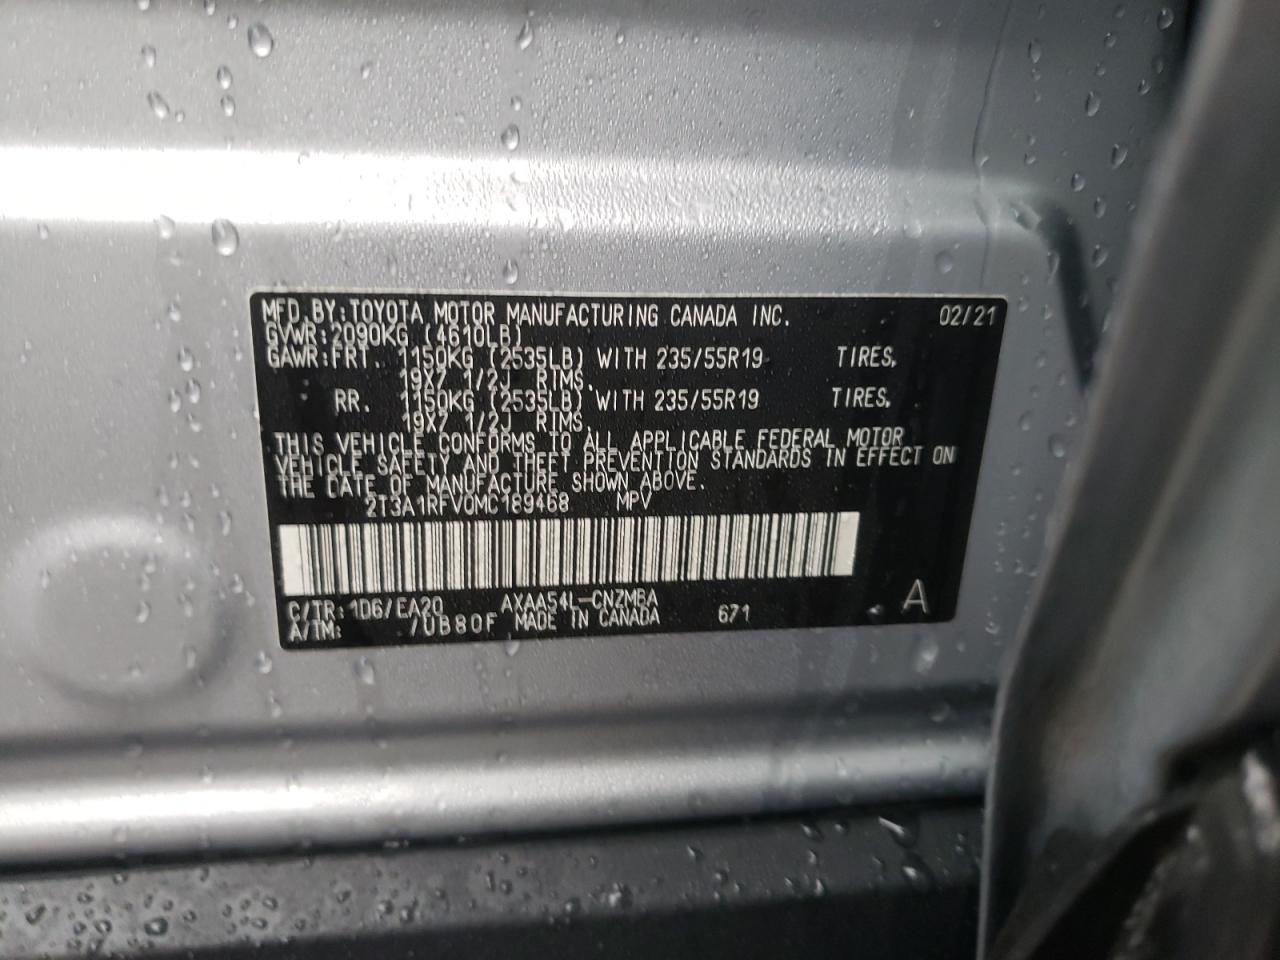 MFD.BY:TOYOTA MOTOR MANUFACTURING CANADA INC. 02/21
GVWR:2090KG (4610LB)
GAWR:FRT 1150KG (2535LB) WITH 235/55R19 TIRES,
19X7 1/2J RIMS,
RR. 1150KG (2535LB) WITH 235/55R19 TIRES,
19X7 1/2J RIMS,
THIS VEHICLE CONFORMS TO ALL APPLICABLE FEDERAL MOTOR
VEHICLE SAFETY AND THEFT PREVENTION STANDARDS IN EFFECT ON
THE DATE OF MANUFACTURE SHOWN ABOVE.
2T3A1RFV0MC189468 MPV
C/TR:1D6/EA20 AXAA54L-CNZMBA
A/TM: /UB80F MADE IN CANADA 671 A